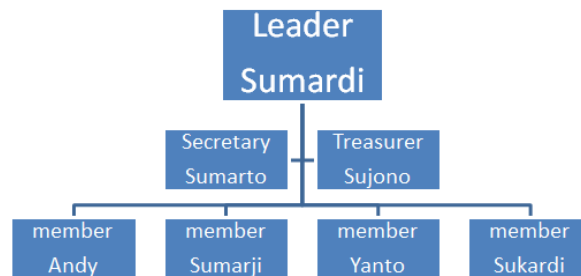 Leader
Sumardi
Secretary
Sumarto
Treasurer
Sujono
member
Andy
member
Sumarji
member
Yanto
member
Sukardi